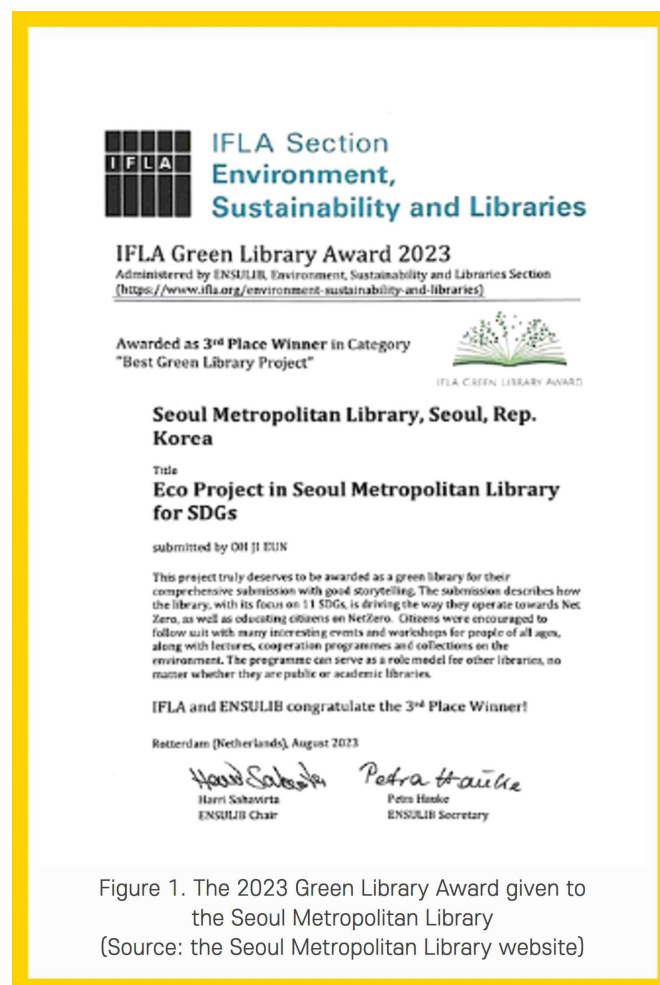 IFLA
IFLA Section
Environment,
Sustainability and Libraries
IFLA Green Library Award 2023
Administered by ENSULIB, Environment, Sustainability and Libraries Section
(https://www.ifla.org/environment-sustainability-and-libraries)
Awarded as 3rd Place Winner in Category
"Best Green Library Project"
IFLA GREEN LIBRARY AWARD
Seoul Metropolitan Library, Seoul, Rep.
Korea
Title
Eco Project in Seoul Metropolitan Library
for SDGs
submitted by OH JI EUN
This project truly deserves to be awarded as a green library for their
comprehensive submission with good storytelling. The submission describes how
the library, with its focus on 11 SDGs, is driving the way they operate towards Net
Zero, as well as educating citizens on NetZero. Citizens were encouraged to
follow suit with many interesting events and workshops for people of all ages,
along with lectures, cooperation programmes and collections on the
environment. The programme can serve as a role model for other libraries, no
matter whether they are public or academic libraries.
IFLA and ENSULIB congratulate the 3rd Place Winner!
Rotterdam (Netherlands), August 2023
Petra Hauke
Harri Sahavirta
Petra Hauke
ENSULIB Chair
ENSULIB Secretary
Figure 1. The 2023 Green Library Award given to
the Seoul Metropolitan Library
(Source: the Seoul Metropolitan Library website)